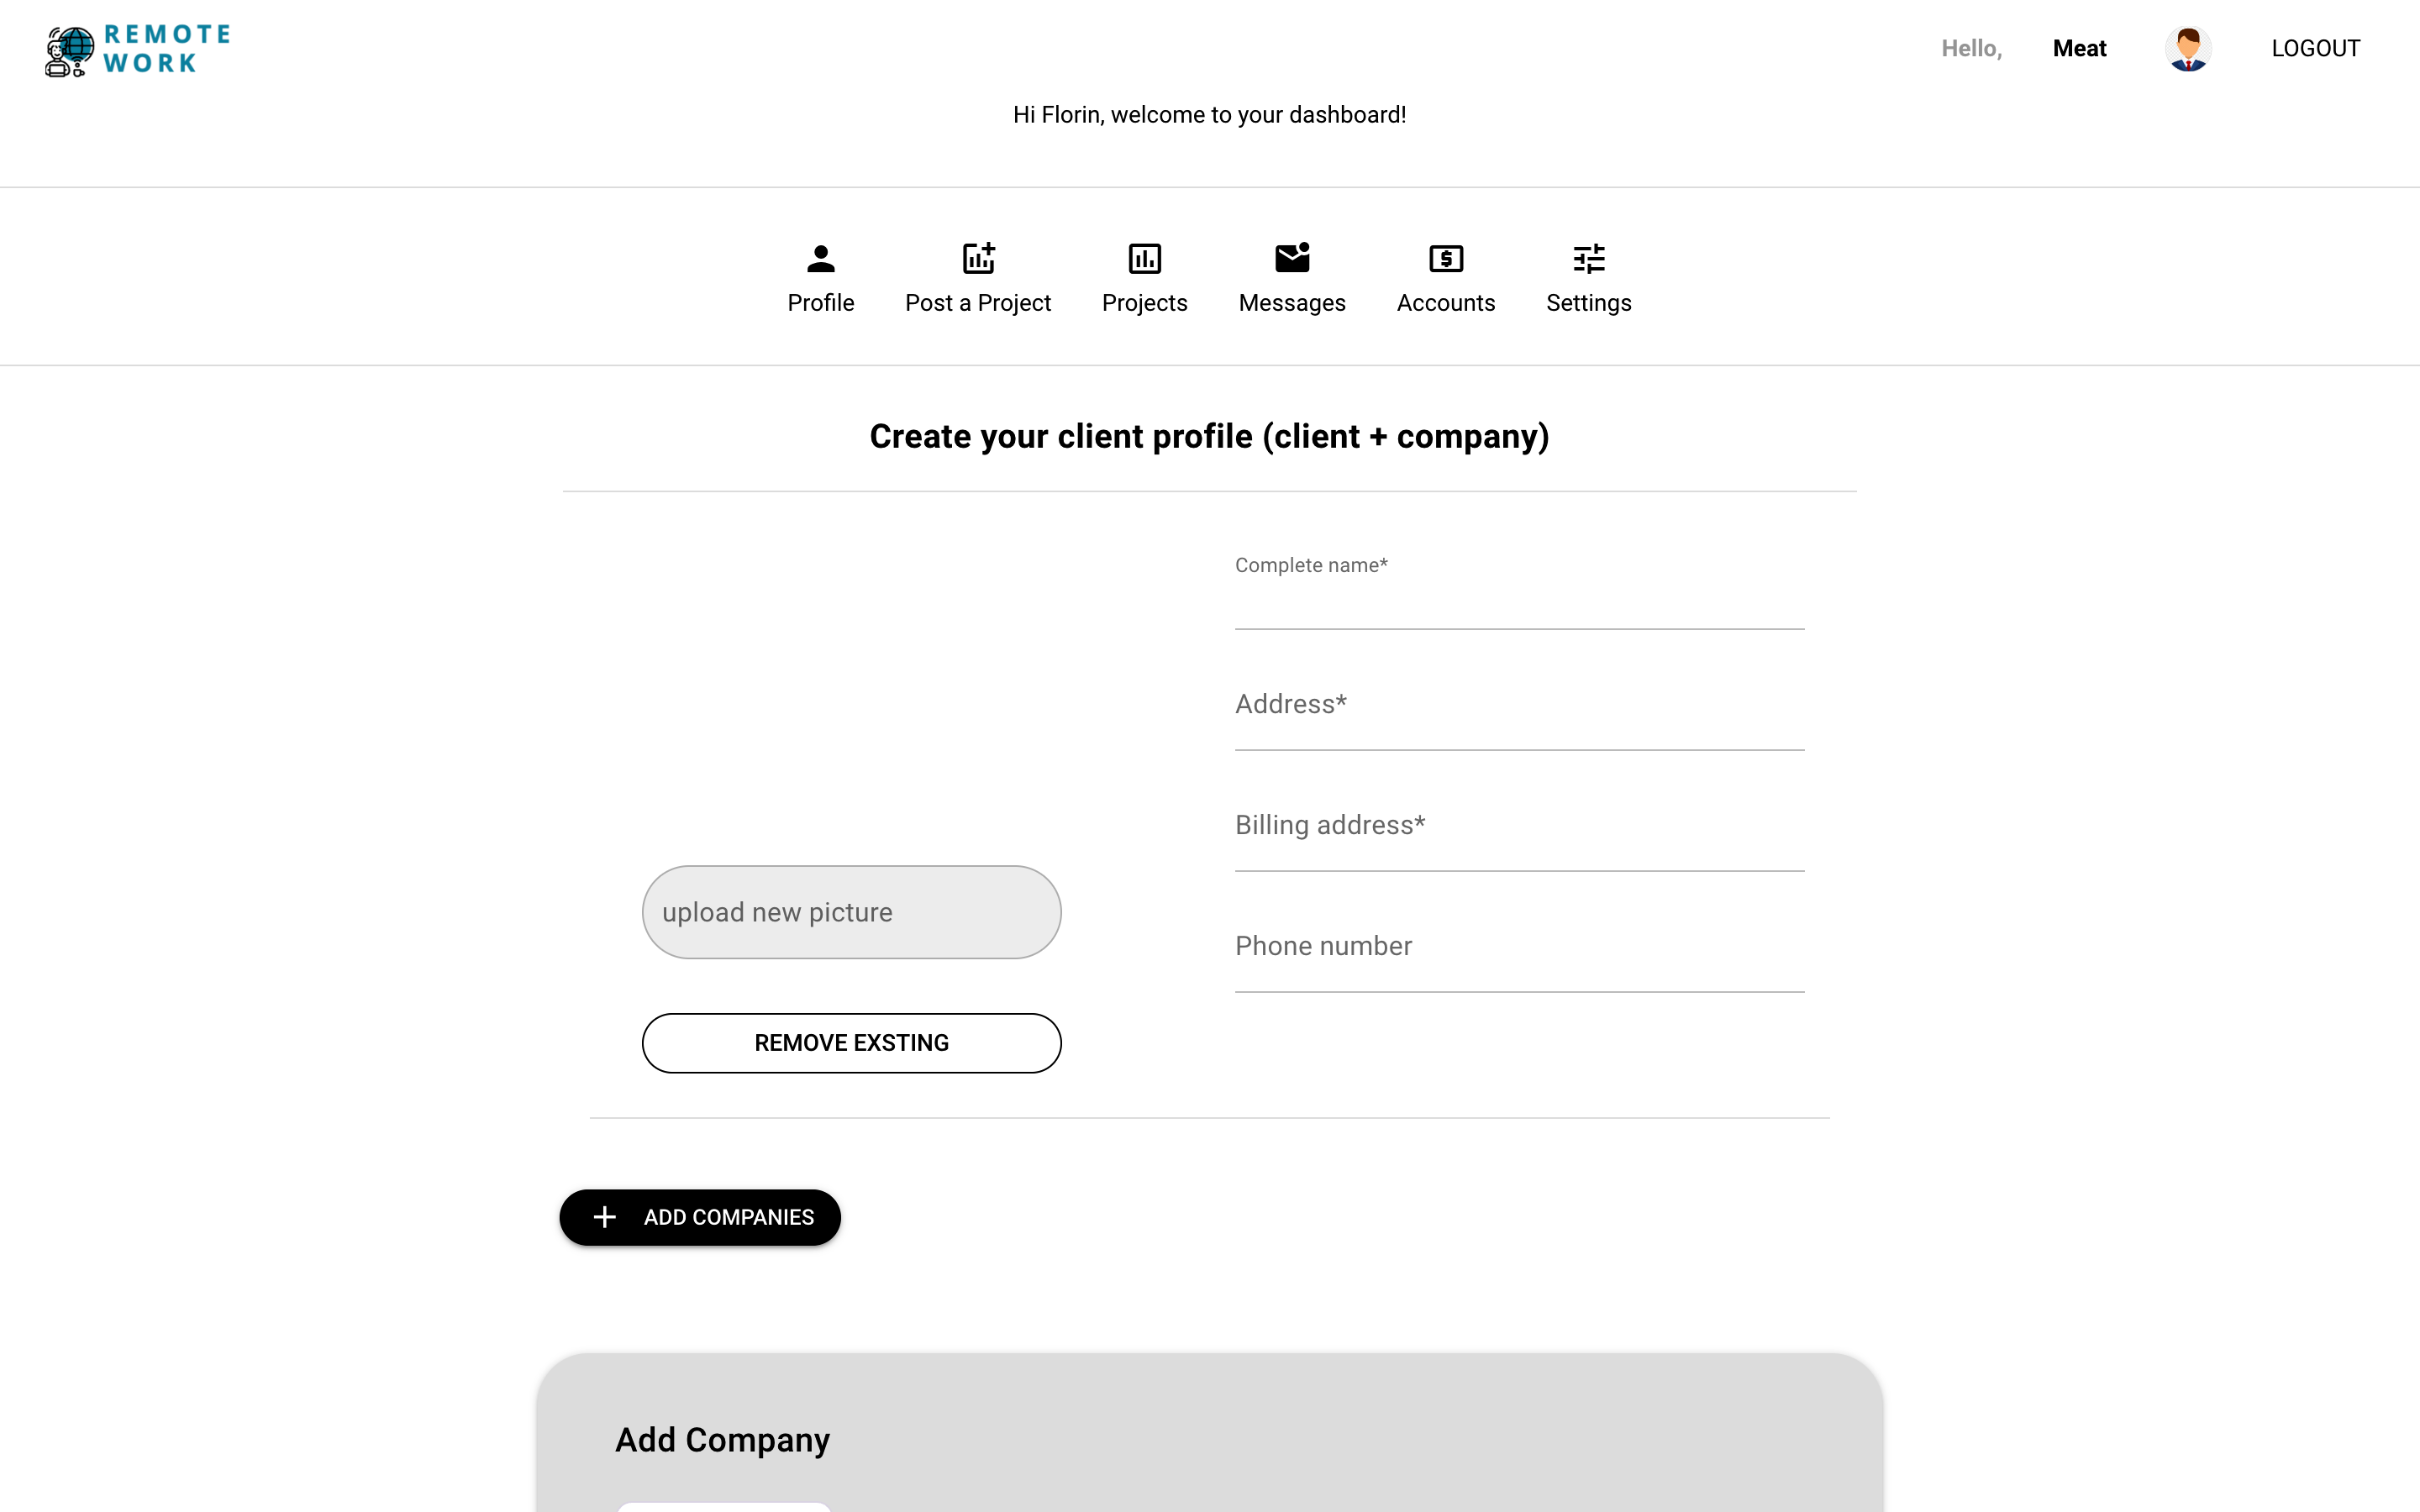 REMOTE
WORK
Hello, Meat LOGOUT
Hi Florin, welcome to your dashboard!
Profile Post a Project Projects Messages Accounts Settings
Create your client profile (client + company)
Complete name*
Address*
Billing address*
Phone number
upload new picture
REMOVE EXSTING
ADD COMPANIES
Add Company